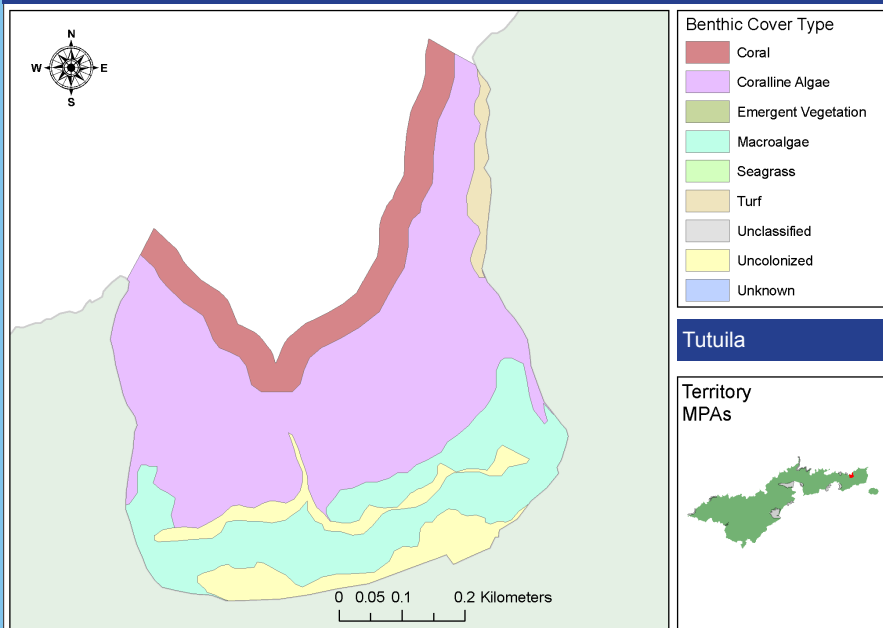 N
W E
S
0 0.05 0.1 0.2 Kilometers
Benthic Cover Type
Coral
Coralline Algae
Emergent Vegetation
Macroalgae
Seagrass
Turf
Unclassified
Uncolonized
Unknown
Tutuila
Territory
MPAs